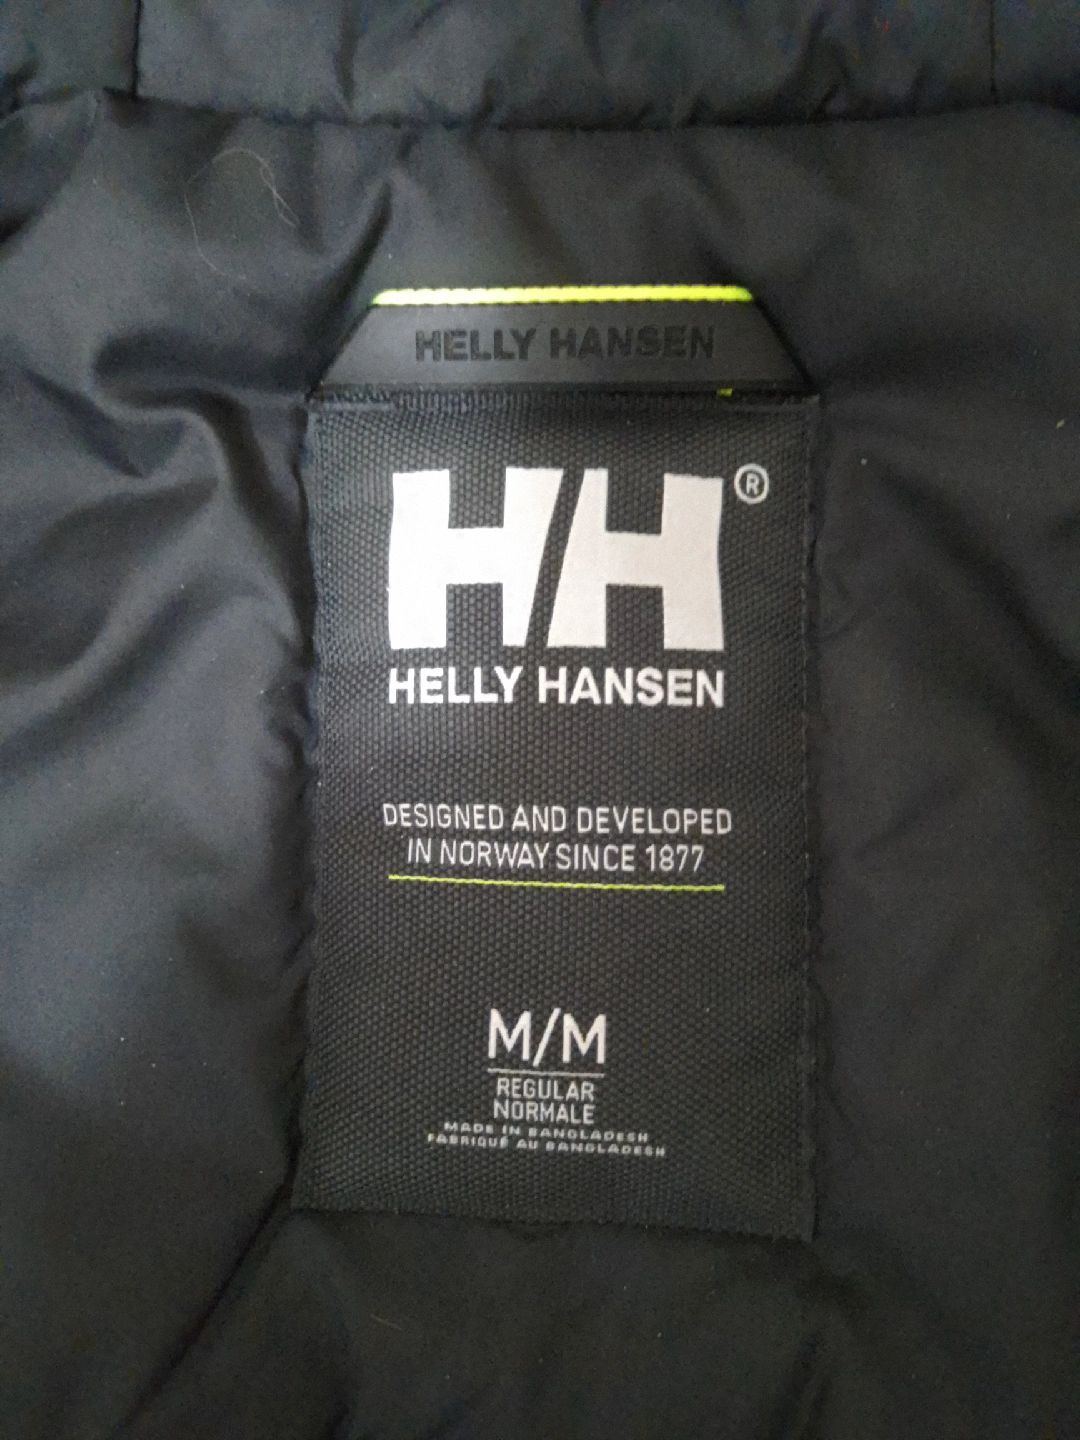 HELLY HANSEN
HH®
HELLY HANSEN
DESIGNED AND DEVELOPED
IN NORWAY SINCE 1877
M/M
REGULAR
NORMALE
MADE IN BANGLADESH
FABRIQUÉ AU BANGLADESH